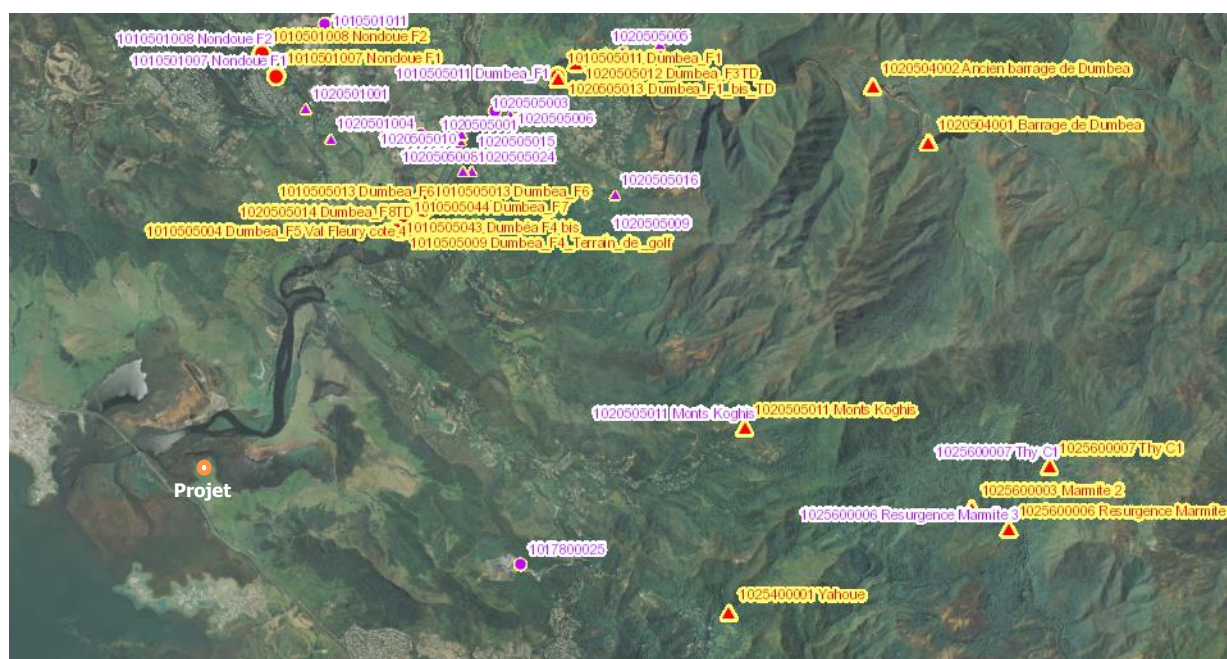 1010501011
1010501008 Nondoue F2
1010501008 Nondoue F2
1010501007 Nondoue F1
1010501007 Nondoue F1
1020505005
1010505011 Dumbea_F1
1010505011 Dumbea_F1
1020505012 Dumbea_F3TD
1020505013 Dumbea_F1_bis_TD
1020504002 Ancien barrage de Dumbea
1020501001
1020505003
1020505006
1020504001 Barrage de Dumbea
1020501004
1020505001
1020505010
1020505015
1020505008
1020505024
1020505016
1010505013 Dumbea_F6
1010505013 Dumbea_F6
1020505014 Dumbea_F8TD
1010505044 Dumbea_F7
1020505009
1010505004 Dumbea_F5 Val Fleury cote 4
1010505043 Dumbéa F4 bis
1010505009 Dumbea_F4_Terrain_de_golf
1020505011 Monts Koghis
1020505011 Monts Koghis
1025600007 Thy C1
1025600007 Thy C1
Projet
1025600003 Marmite 2
1025600006 Resurgence Marmite 3
1025600006 Resurgence Marmite
1017800025
1025400001 Yahoue